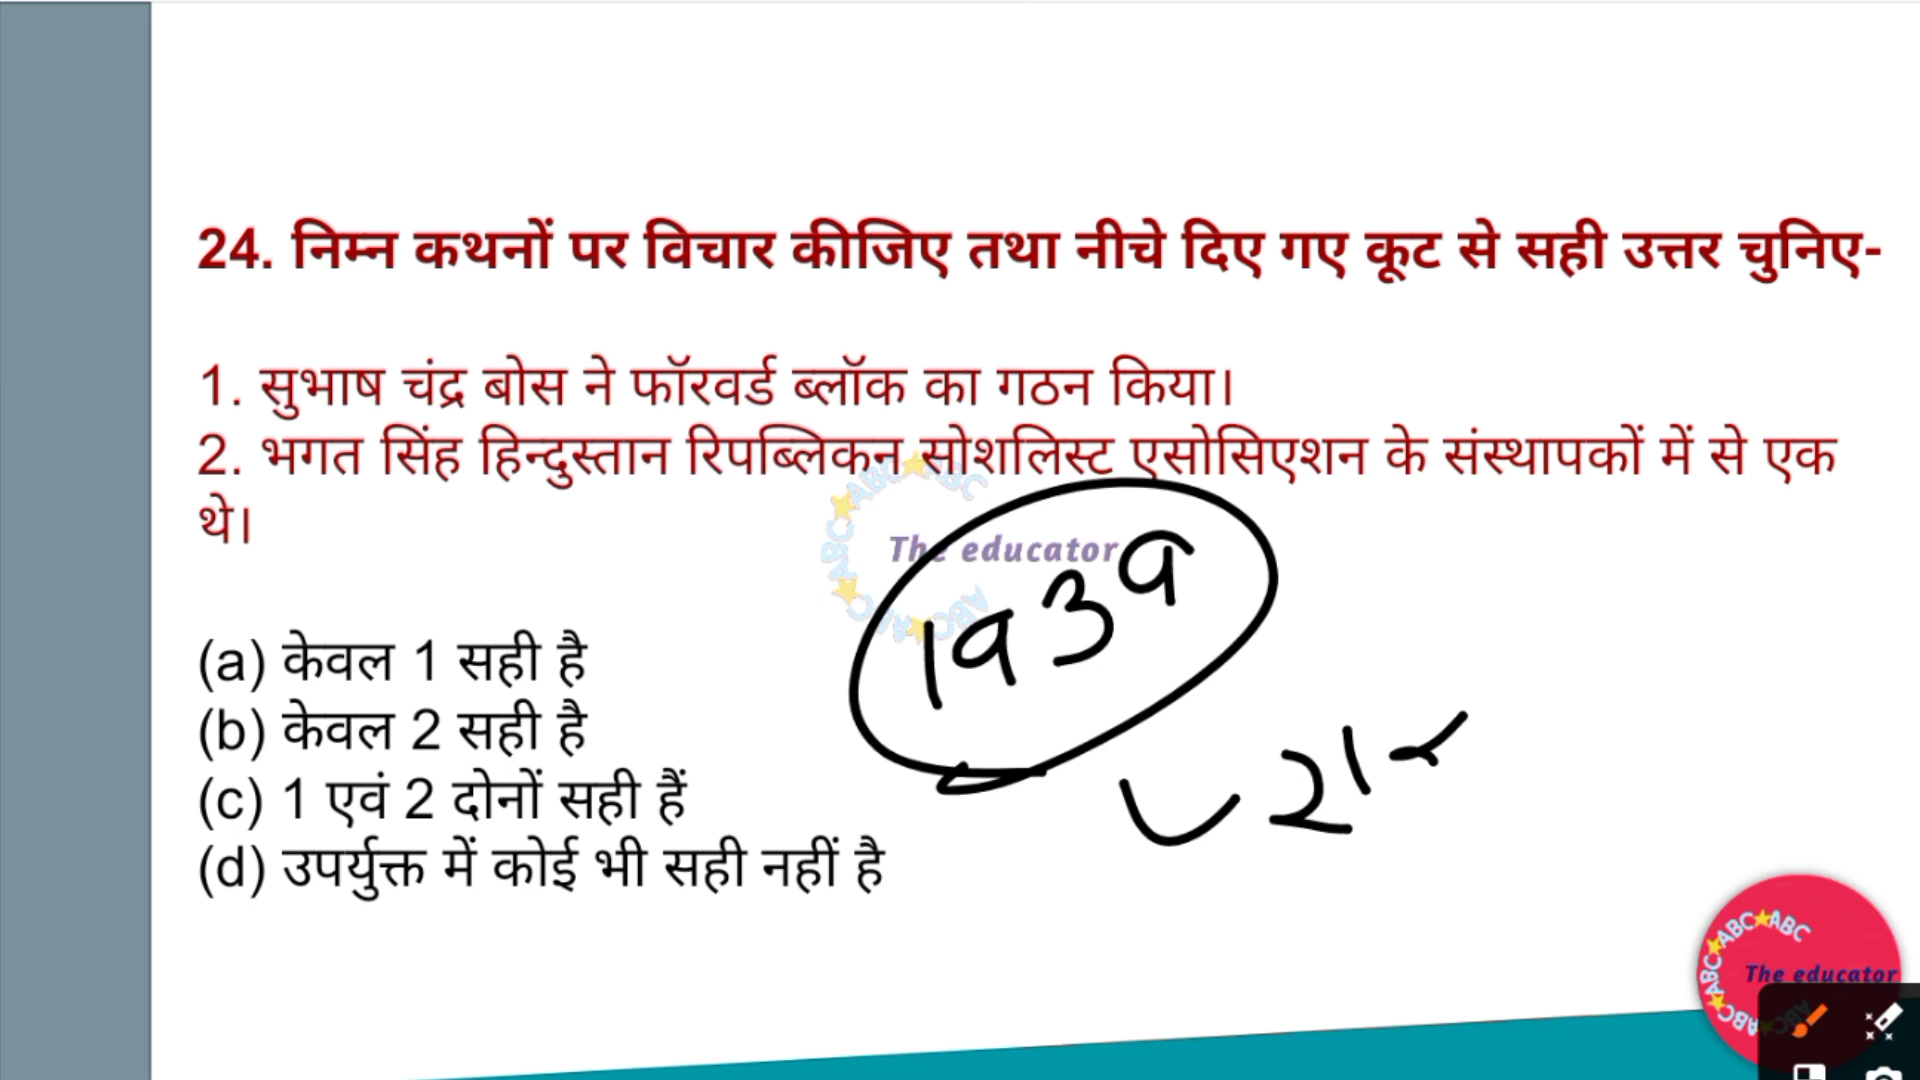 24. निम्न कथनों पर विचार कीजिए तथा नीचे दिए गए कूट से सही उत्तर चुनिए-
1. सुभाष चंद्र बोस ने फॉरवर्ड ब्लॉक का गठन किया।
2. भगत सिंह हिन्दुस्तान रिपब्लिकन सोशलिस्ट एसोसिएशन के संस्थापकों में से एक
थे।
The educator
1939
(a) केवल 1 सही है
(b) केवल 2 सही है
(c) 1 एवं 2 दोनों सही हैं
(d) उपर्युक्त में कोई भी सही नहीं है
ABC ABC ABC
The educator